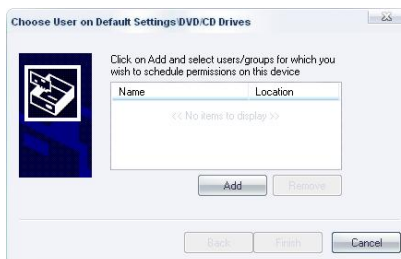 Choose User on Default Settings\DVD/CD Drives
Click on Add and select users/groups for which you
wish to schedule permissions on this device
Name Location
<< No items to display >>
Add Remove
Back Finish Cancel